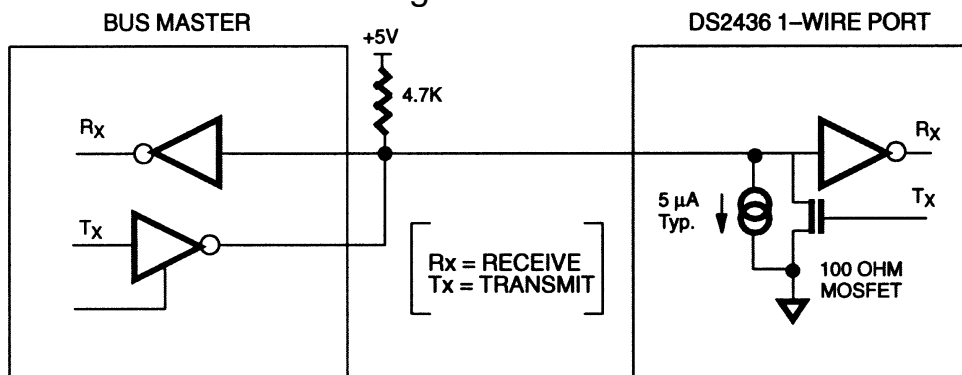 BUS MASTER
DS2436 1–WIRE PORT
+5V
4.7K
RX
RX
TX
TX
5 µA
Typ.
Rx = RECEIVE
Tx = TRANSMIT
100 OHM
MOSFET